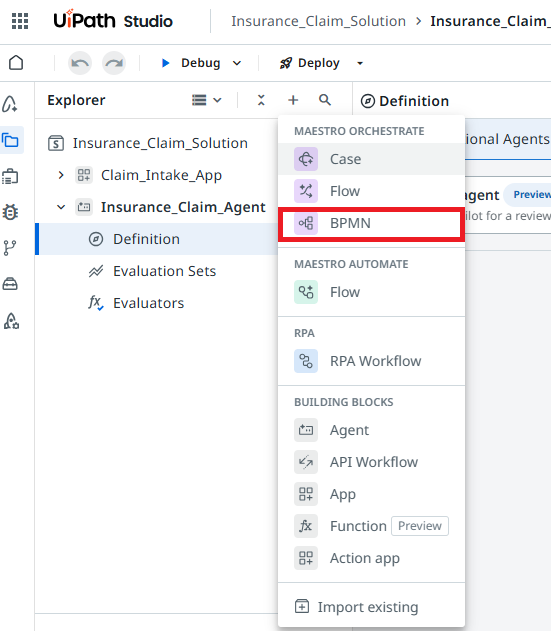 UiPath Studio
Insurance_Claim_Solution > Insurance_Claim_
Debug
Deploy
Explorer
Definition
Insurance_Claim_Solution
Claim_Intake_App
Insurance_Claim_Agent
Definition
Evaluation Sets
Evaluators
MAESTRO ORCHESTRATE
Case
Flow
BPMN
MAESTRO AUTOMATE
Flow
RPA
RPA Workflow
BUILDING BLOCKS
Agent
API Workflow
App
Function Preview
Action app
Import existing
ional Agents
gent Preview
pilot for a review